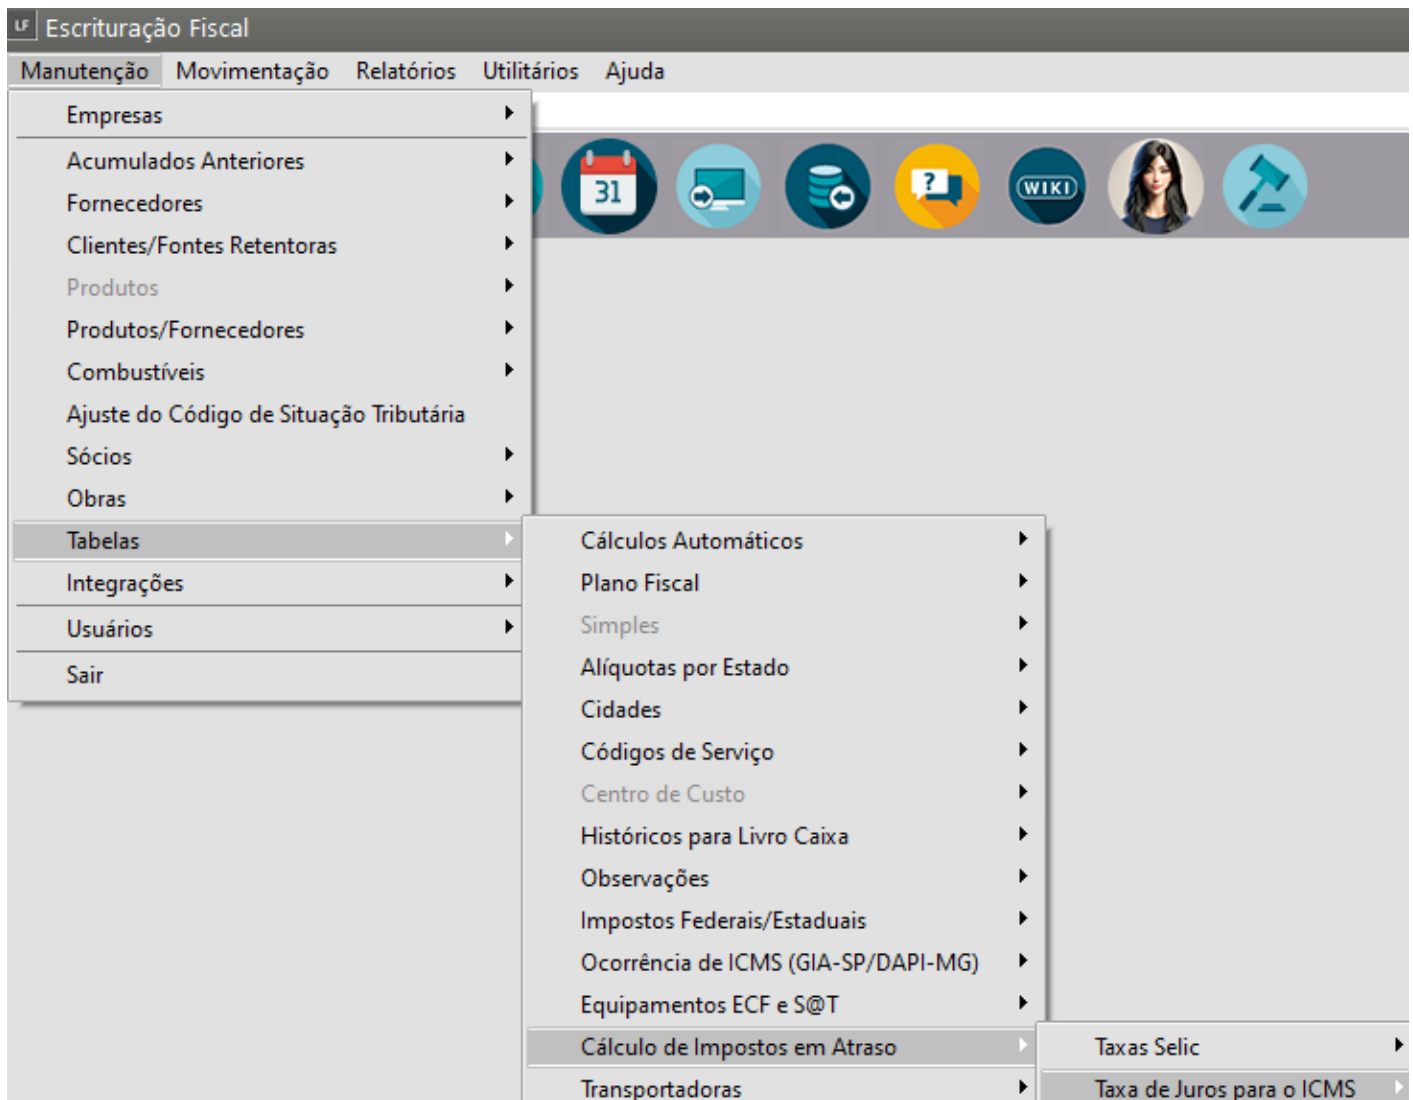 LF Escrituração Fiscal
Manutenção Movimentação Relatórios Utilitários Ajuda
Empresas
Acumulados Anteriores
Fornecedores
Clientes/Fontes Retentoras
Produtos
Produtos/Fornecedores
Combustíveis
Ajuste do Código de Situação Tributária
Sócios
Obras
Tabelas
Integrações
Usuários
Sair
31
?
WIKI
Cálculos Automáticos
Plano Fiscal
Simples
Alíquotas por Estado
Cidades
Códigos de Serviço
Centro de Custo
Históricos para Livro Caixa
Observações
Impostos Federais/Estaduais
Ocorrência de ICMS (GIA-SP/DAPI-MG)
Equipamentos ECF e S@T
Cálculo de Impostos em Atraso
Transportadoras
Taxas Selic
Taxa de Juros para o ICMS